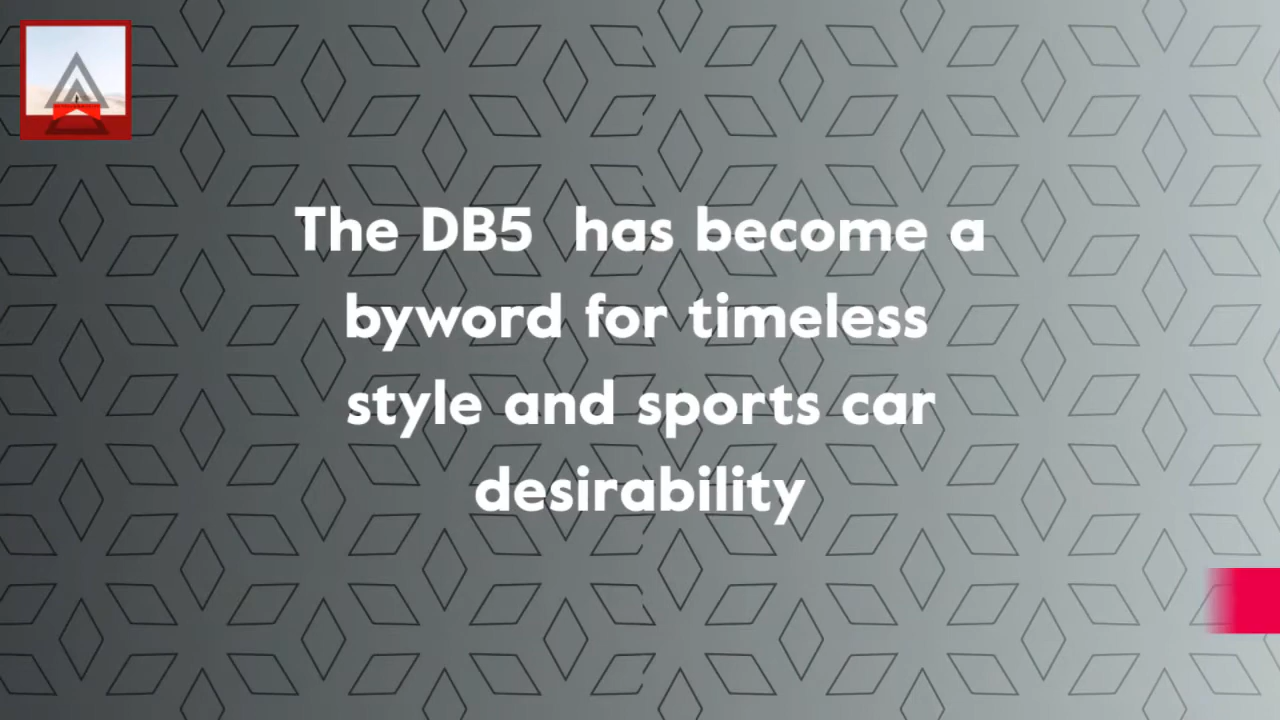 The DB5  has become a
byword for timeless
style and sports car
desirability